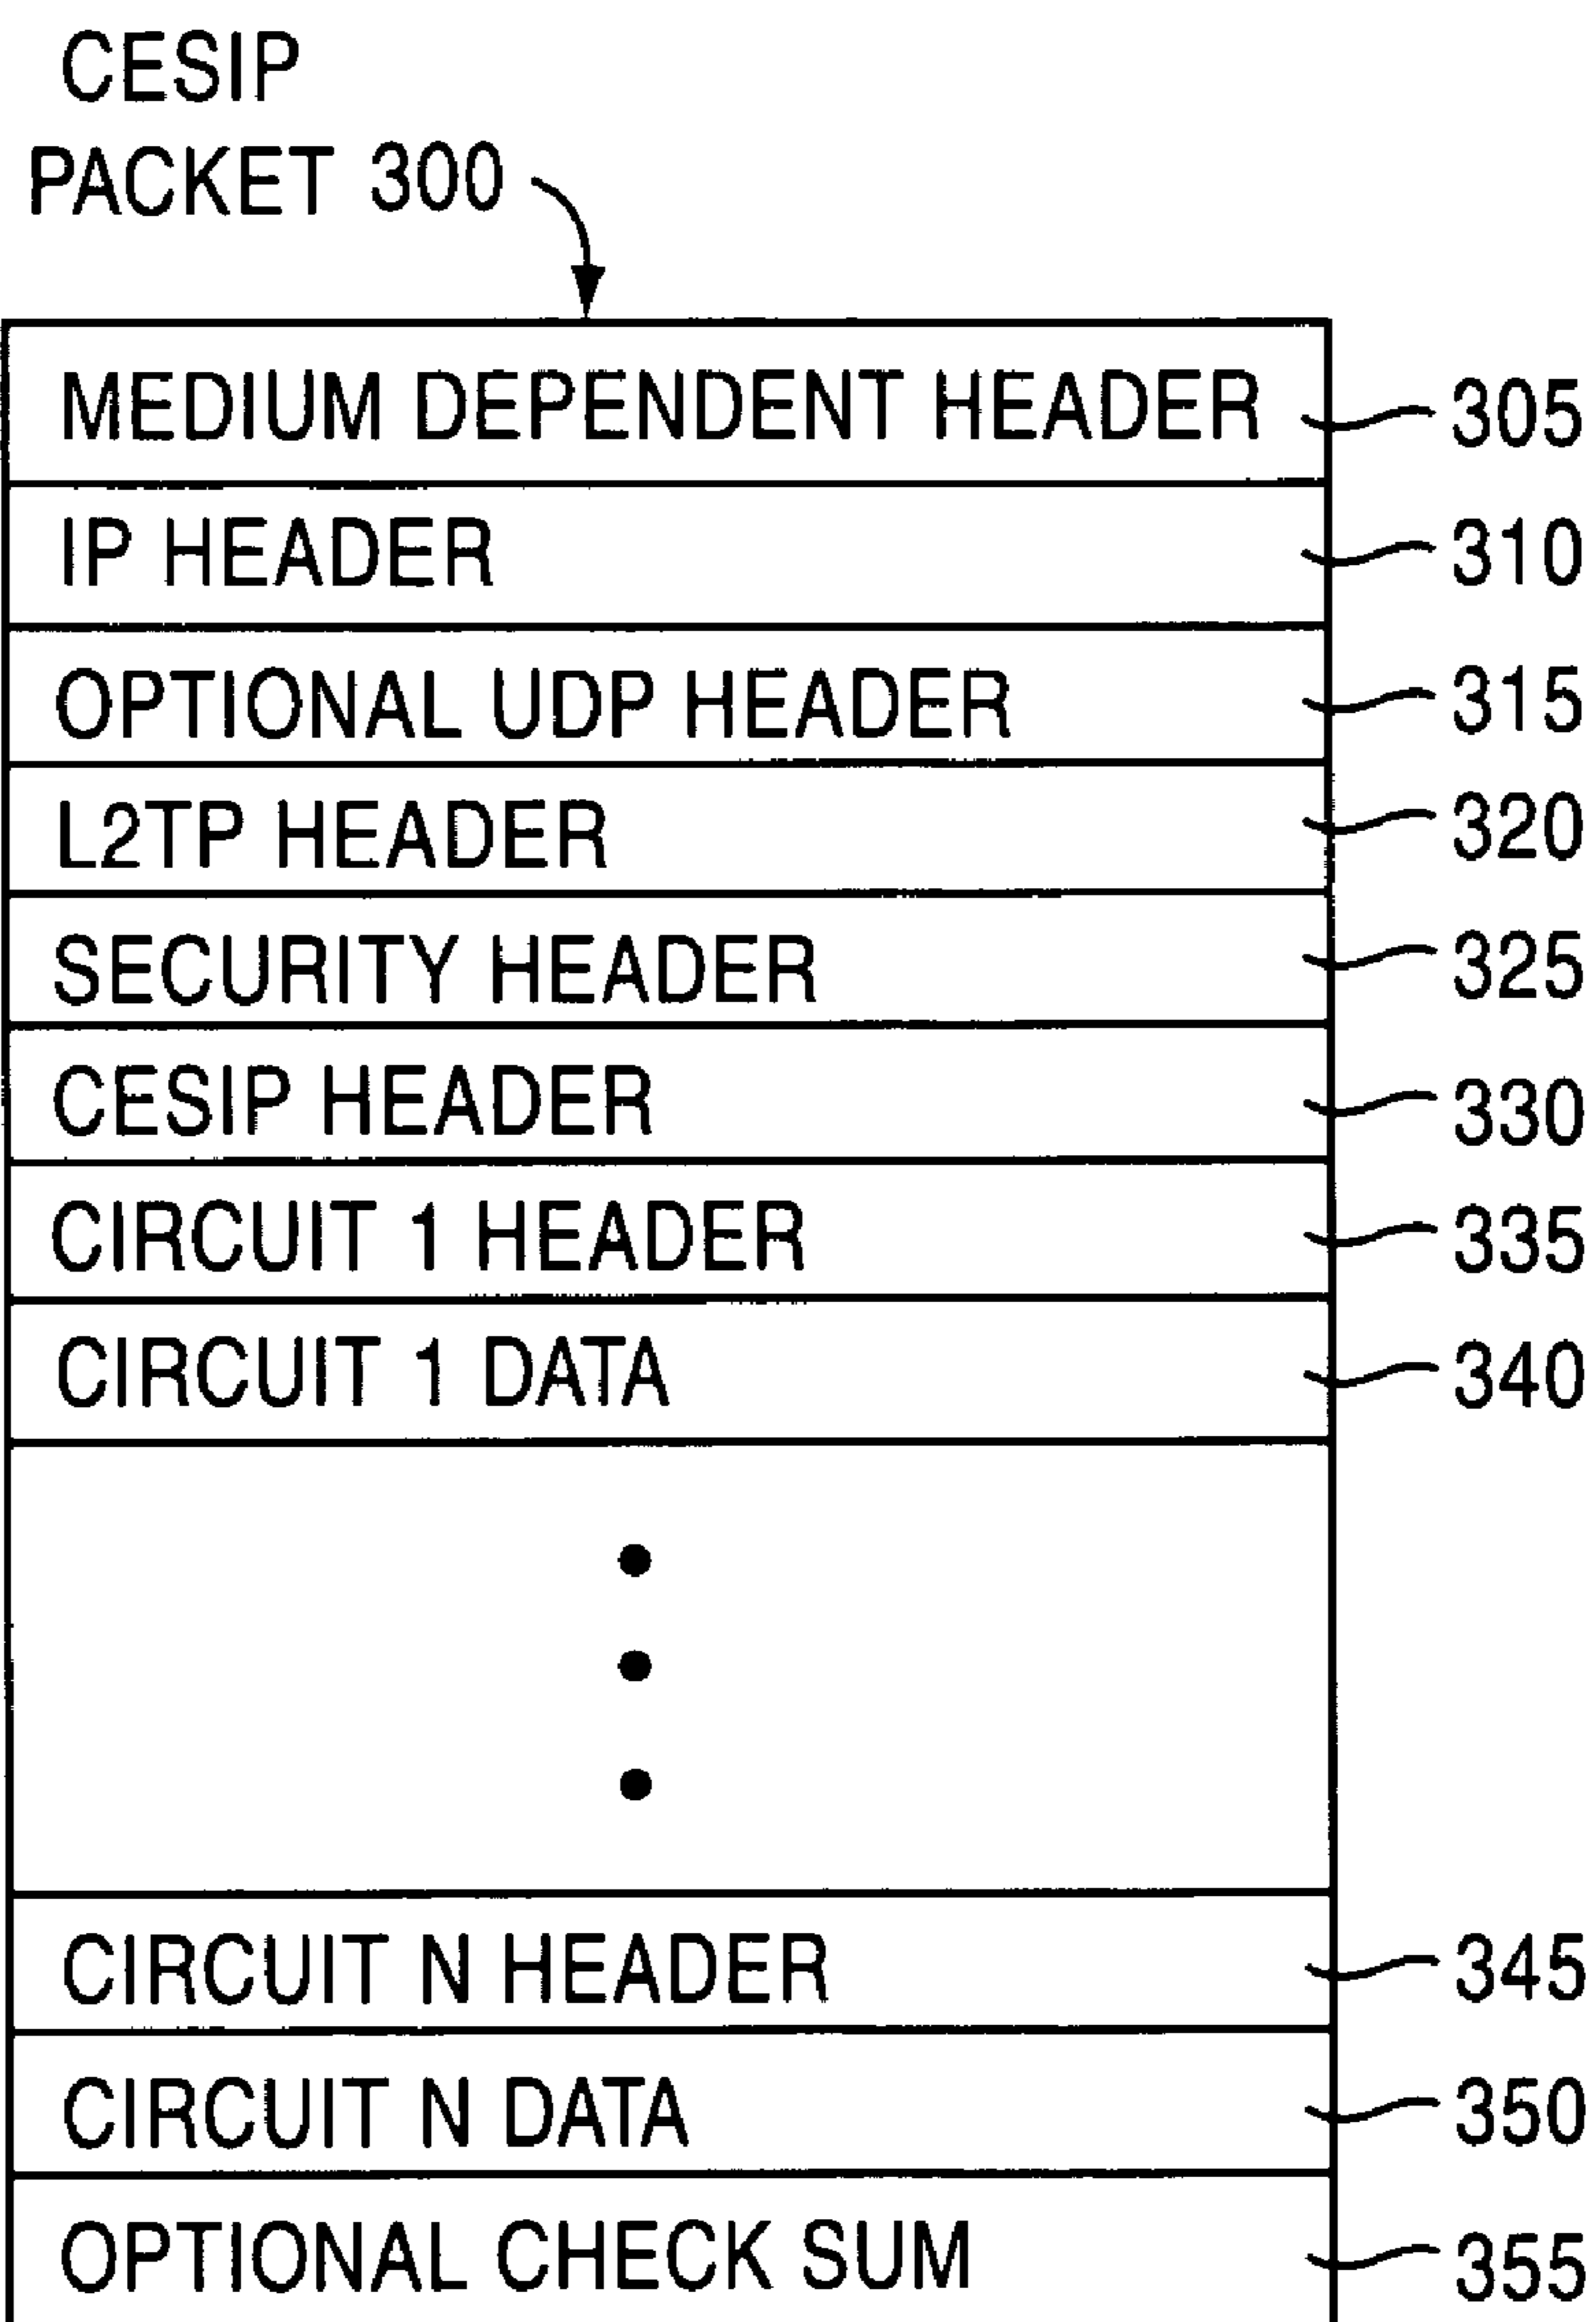 CESIP
PACKET 300
MEDIUM DEPENDENT HEADER 305
IP HEADER 310
OPTIONAL UDP HEADER 315
L2TP HEADER 320
SECURITY HEADER 325
CESIP HEADER 330
CIRCUIT 1 HEADER 335
CIRCUIT 1 DATA 340
CIRCUIT N HEADER 345
CIRCUIT N DATA 350
OPTIONAL CHECK SUM 355